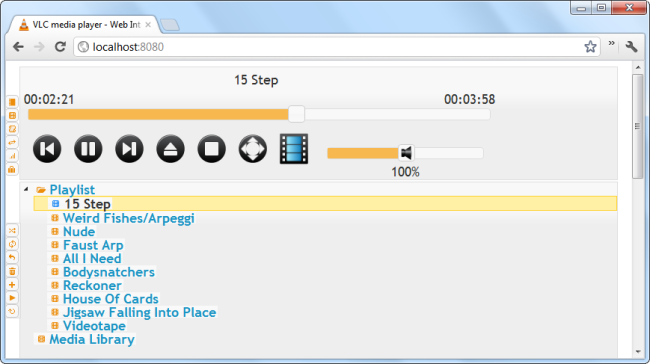 VLC media player - Web Int
localhost:8080
15 Step
00:02:21
00:03:58
100%
Playlist
15 Step
Weird Fishes/Arpeggi
Nude
Faust Arp
All I Need
Bodysnatchers
Reckoner
House Of Cards
Jigsaw Falling Into Place
Videotape
Media Library